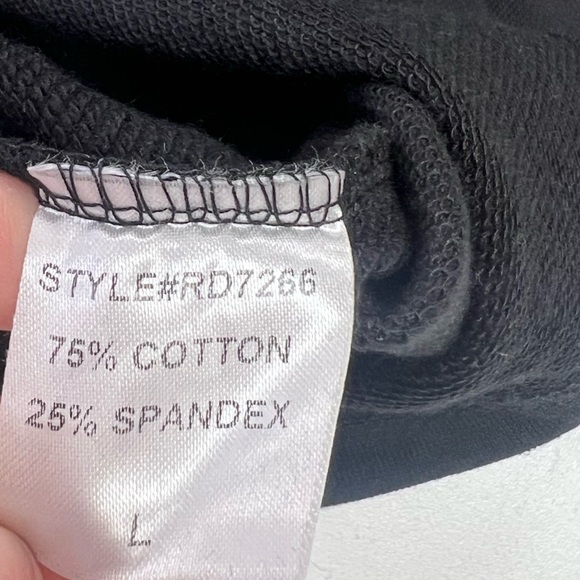 STYLE#RD7266
75% COTTON
25% SPANDEX
L